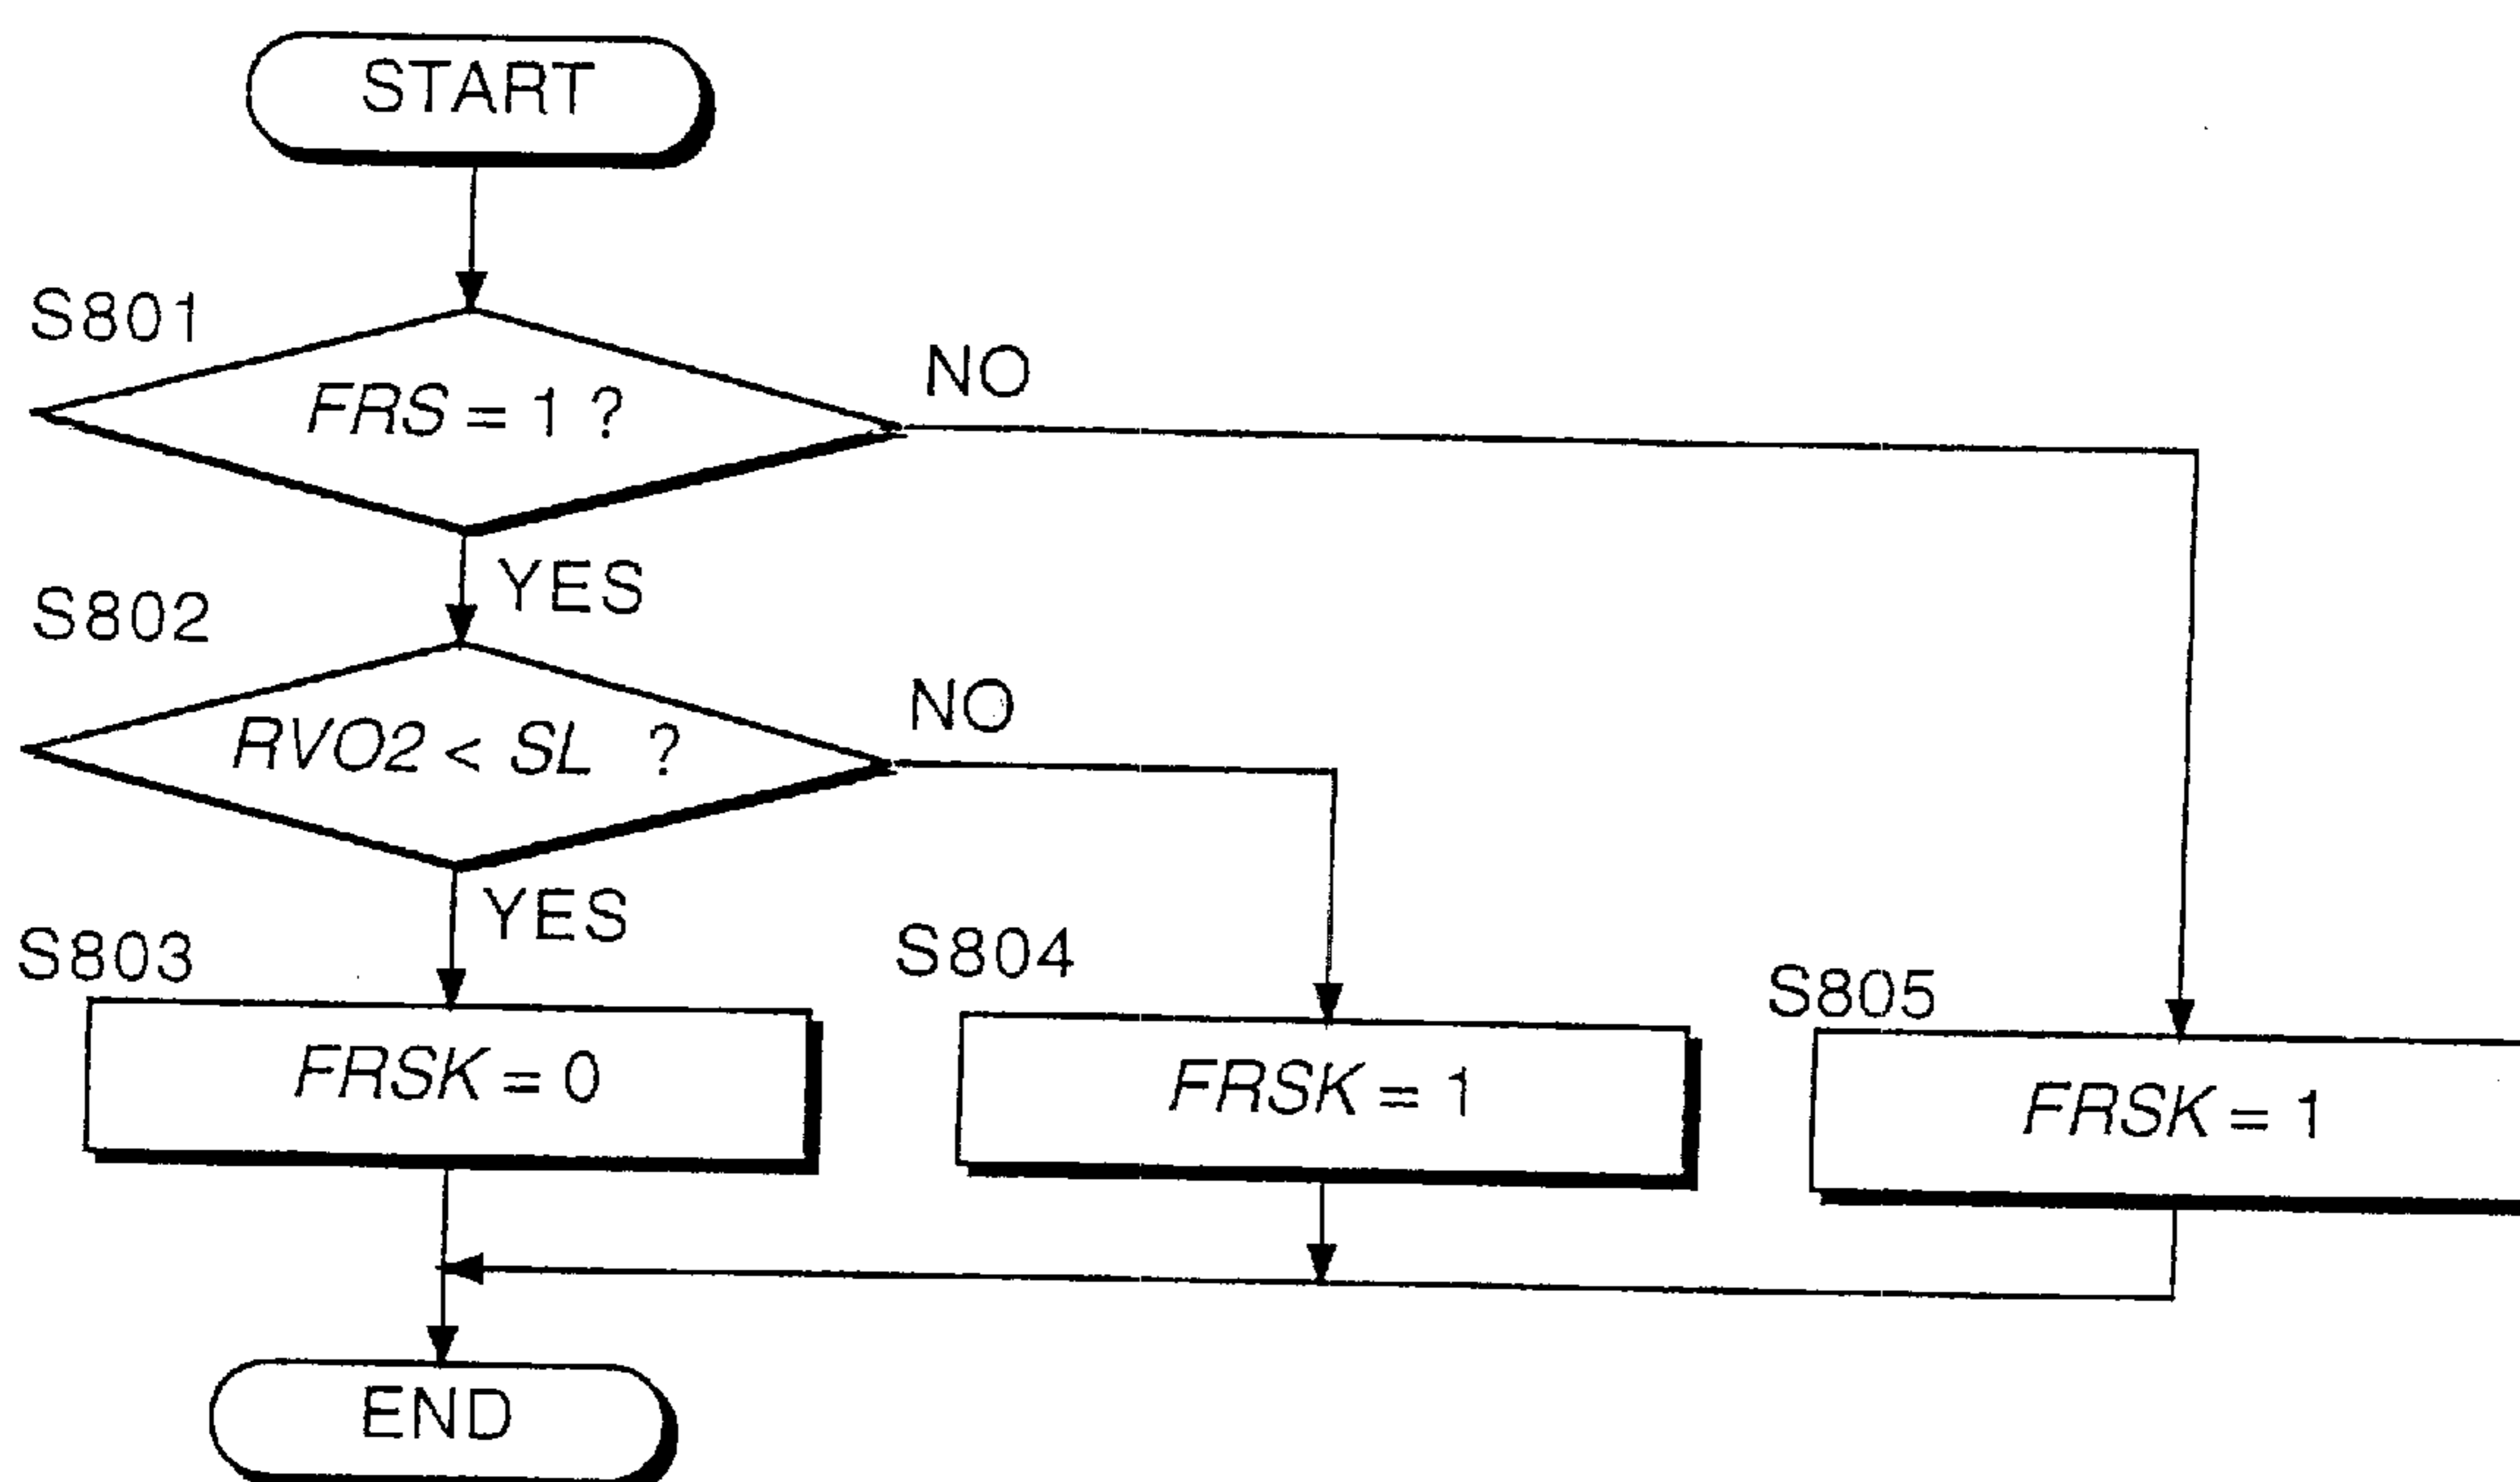 START
S801
FRS = 1 ?
NO
YES
S802
RVO2 < SL ?
NO
YES
S803
FRSK = 0
S804
FRSK = 1
S805
FRSK = 1
END